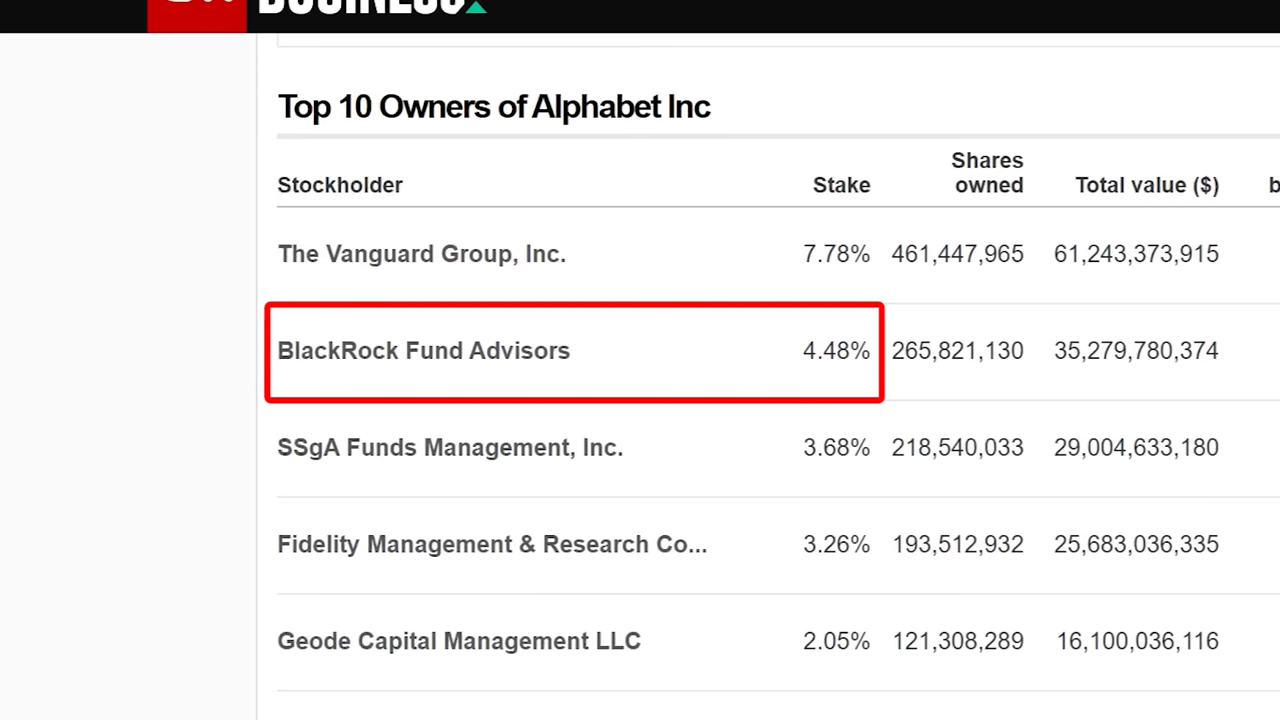 BUSINESS
Top 10 Owners of Alphabet Inc
Stockholder Stake Shares owned Total value ($)
The Vanguard Group, Inc. 7.78% 461,447,965 61,243,373,915
BlackRock Fund Advisors 4.48% 265,821,130 35,279,780,374
SSgA Funds Management, Inc. 3.68% 218,540,033 29,004,633,180
Fidelity Management & Research Co... 3.26% 193,512,932 25,683,036,335
Geode Capital Management LLC 2.05% 121,308,289 16,100,036,116